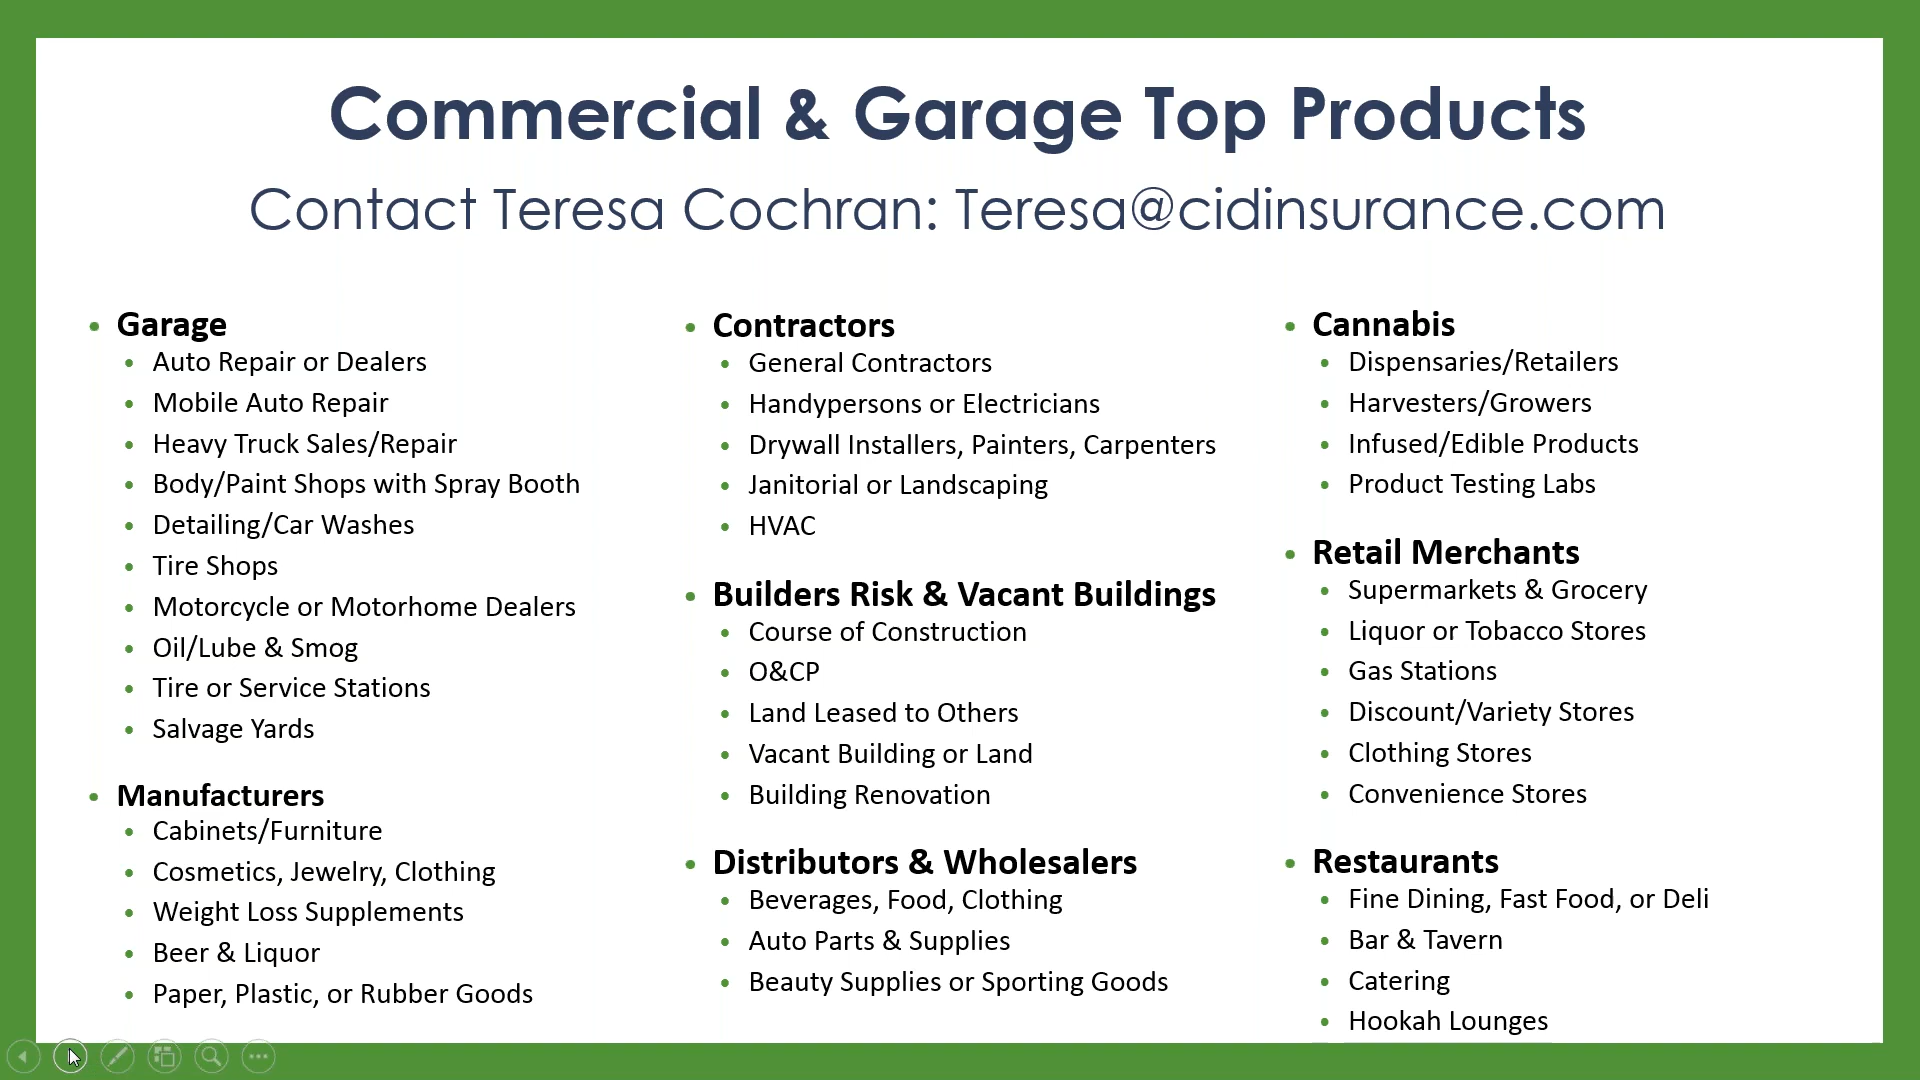 Commercial & Garage Top Products
Contact Teresa Cochran: Teresa@cidinsurance.com
• Garage
• Auto Repair or Dealers
• Mobile Auto Repair
• Heavy Truck Sales/Repair
• Body/Paint Shops with Spray Booth
• Detailing/Car Washes
• Tire Shops
• Motorcycle or Motorhome Dealers
• Oil/Lube & Smog
• Tire or Service Stations
• Salvage Yards
• Manufacturers
• Cabinets/Furniture
• Cosmetics, Jewelry, Clothing
• Weight Loss Supplements
• Beer & Liquor
• Paper, Plastic, or Rubber Goods
• Contractors
• General Contractors
• Handypersons or Electricians
• Drywall Installers, Painters, Carpenters
• Janitorial or Landscaping
• HVAC
• Builders Risk & Vacant Buildings
• Course of Construction
• O&CP
• Land Leased to Others
• Vacant Building or Land
• Building Renovation
• Distributors & Wholesalers
• Beverages, Food, Clothing
• Auto Parts & Supplies
• Beauty Supplies or Sporting Goods
• Cannabis
• Dispensaries/Retailers
• Harvesters/Growers
• Infused/Edible Products
• Product Testing Labs
• Retail Merchants
• Supermarkets & Grocery
• Liquor or Tobacco Stores
• Gas Stations
• Discount/Variety Stores
• Clothing Stores
• Convenience Stores
• Restaurants
• Fine Dining, Fast Food, or Deli
• Bar & Tavern
• Catering
• Hookah Lounges